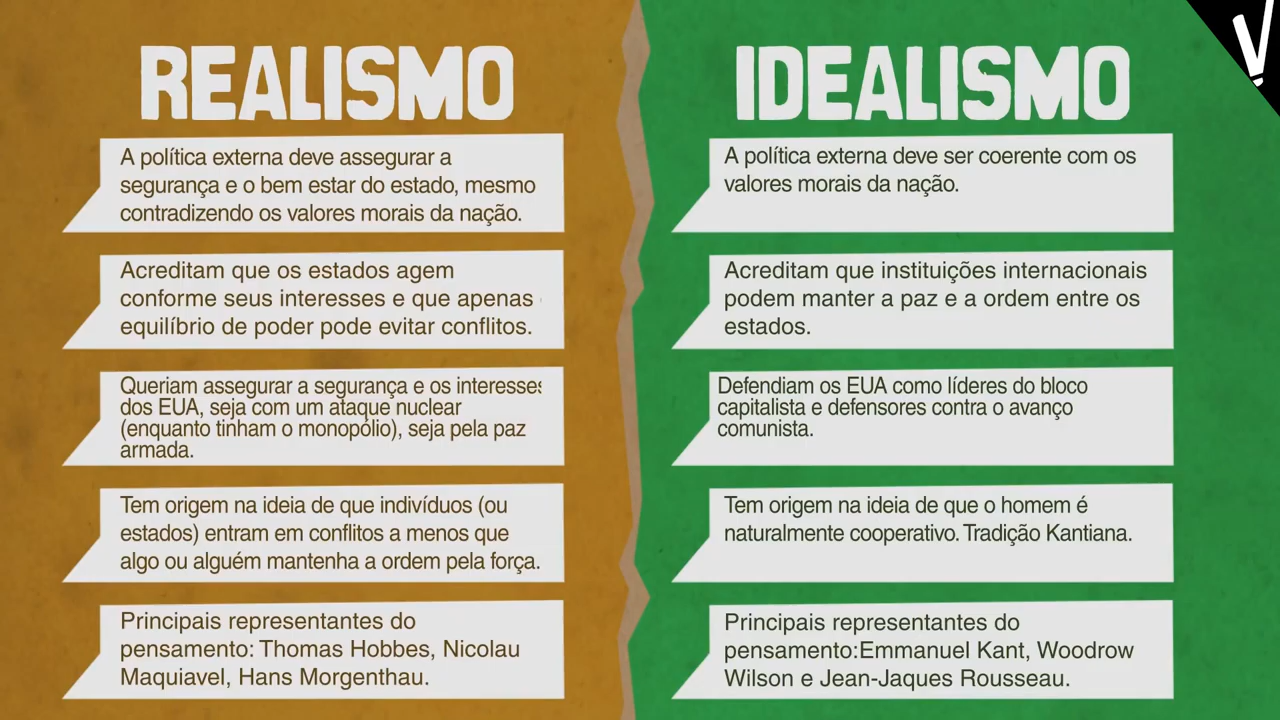 REALISMO
A política externa deve assegurar a
segurança e o bem estar do estado, mesmo
contradizendo os valores morais da nação.
Acreditam que os estados agem
conforme seus interesses e que apenas
equilíbrio de poder pode evitar conflitos.
Queriam assegurar a segurança e os interesses
dos EUA, seja com um ataque nuclear
(enquanto tinham o monopólio), seja pela paz
armada.
Tem origem na ideia de que indivíduos (ou
estados) entram em conflitos a menos que
algo ou alguém mantenha a ordem pela força.
Principais representantes do
pensamento: Thomas Hobbes, Nicolau
Maquiavel, Hans Morgenthau.
IDEALISMO
A política externa deve ser coerente com os
valores morais da nação.
Acreditam que instituições internacionais
podem manter a paz e a ordem entre os
estados.
Defendiam os EUA como líderes do bloco
capitalista e defensores contra o avanço
comunista.
Tem origem na ideia de que o homem é
naturalmente cooperativo. Tradição Kantiana.
Principais representantes do
pensamento:Emmanuel Kant, Woodrow
Wilson e Jean-Jaques Rousseau.